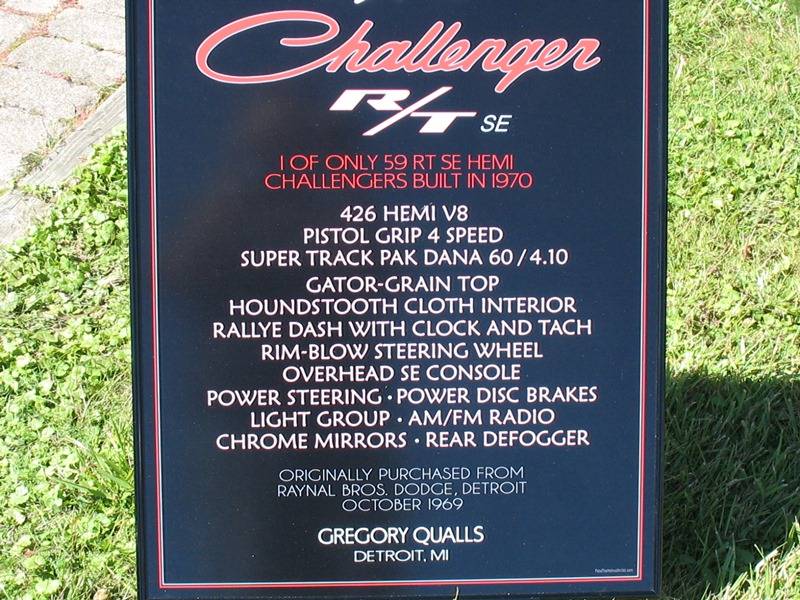 Challenger
R/T SE
1 OF ONLY 59 RT SE HEMI
CHALLENGERS BUILT IN 1970
426 HEMI V8
PISTOL GRIP 4 SPEED
SUPER TRACK PAK DANA 60 / 4.10
GATOR-GRAIN TOP
HOUNDSTOOTH CLOTH INTERIOR
RALLYE DASH WITH CLOCK AND TACH
RIM-BLOW STEERING WHEEL
OVERHEAD SE CONSOLE
POWER STEERING • POWER DISC BRAKES
LIGHT GROUP • AM/FM RADIO
CHROME MIRRORS • REAR DEFOGGER
ORIGINALLY PURCHASED FROM
RAYNAL BROS. DODGE, DETROIT
OCTOBER 1969
GREGORY QUALLS
DETROIT, MI